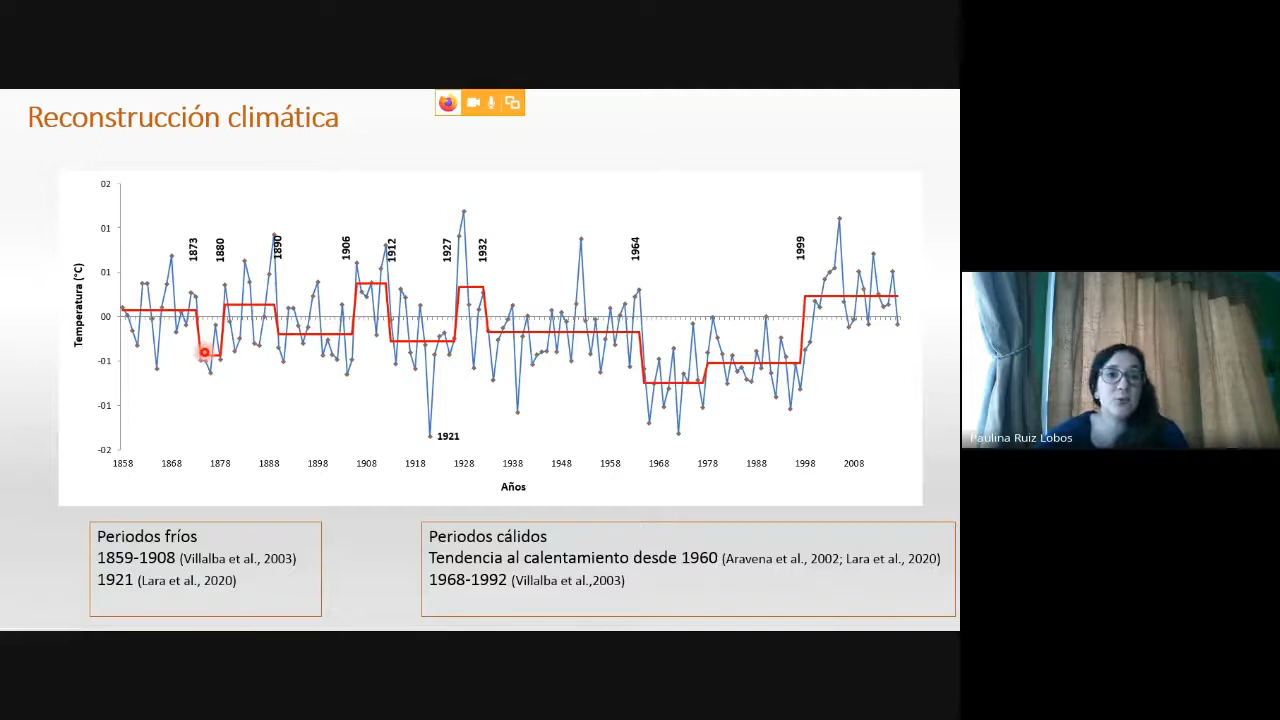 Reconstrucción climática
02
01
01
00
-01
-01
-02
Temperatura (°C)
1873
1880
1890
1906
1912
1927
1932
1964
1999
1921
1858 1868 1878 1888 1898 1908 1918 1928 1938 1948 1958 1968 1978 1988 1998 2008
Años
Periodos fríos
1859-1908 (Villalba et al., 2003)
1921 (Lara et al., 2020)
Periodos cálidos
Tendencia al calentamiento desde 1960 (Aravena et al., 2002; Lara et al., 2020)
1968-1992 (Villalba et al.,2003)
Paulina Ruiz Lobos